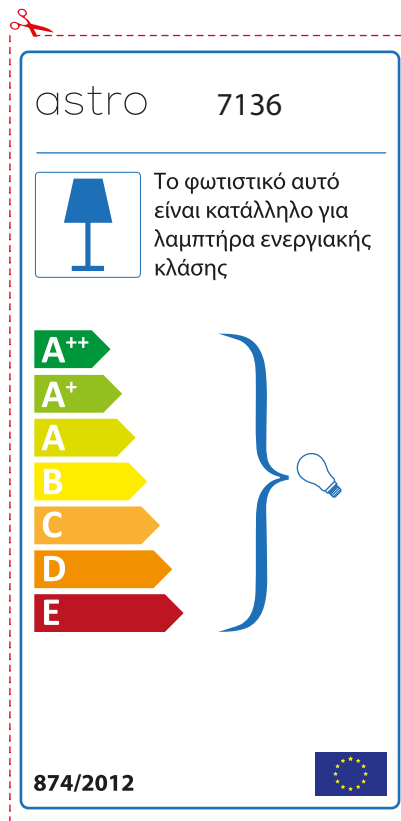 astro 7136
Το φωτιστικό αυτό
είναι κατάλληλο για
λαμπτήρα ενεργιακής
κλάσης
A++
A+
A
B
C
D
E
874/2012